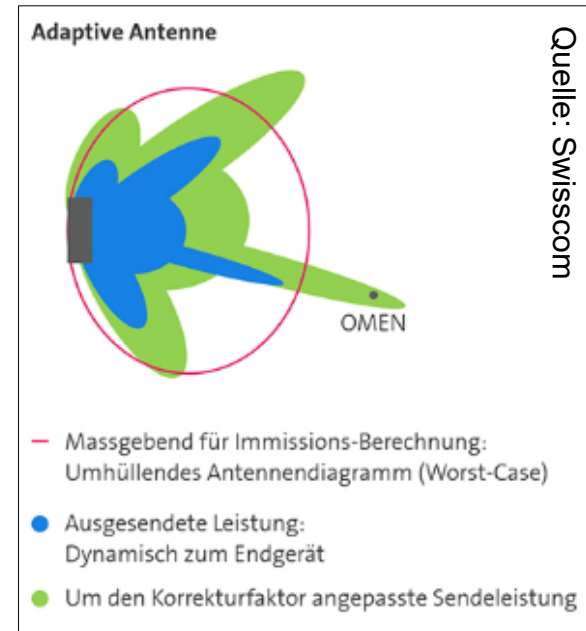 Adaptive Antenne
Quelle: Swisscom
OMEN
Massgebend für Immissions-Berechnung:
Umhüllendes Antennendiagramm (Worst-Case)
Ausgesendete Leistung:
Dynamisch zum Endgerät
Um den Korrekturfaktor angepasste Sendeleistung